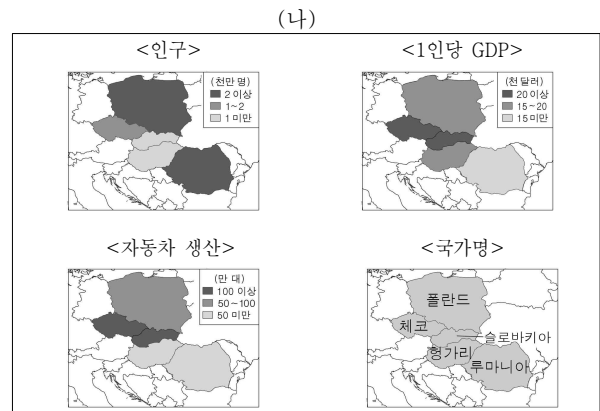 (나)
<인구>
(천만 명)
2 이상
1~2
1 미만
<1인당 GDP>
(천 달러)
20 이상
15~20
15 미만
<자동차 생산>
(만 대)
100 이상
50~100
50 미만
<국가명>
폴란드
체코
슬로바키아
헝가리
루마니아